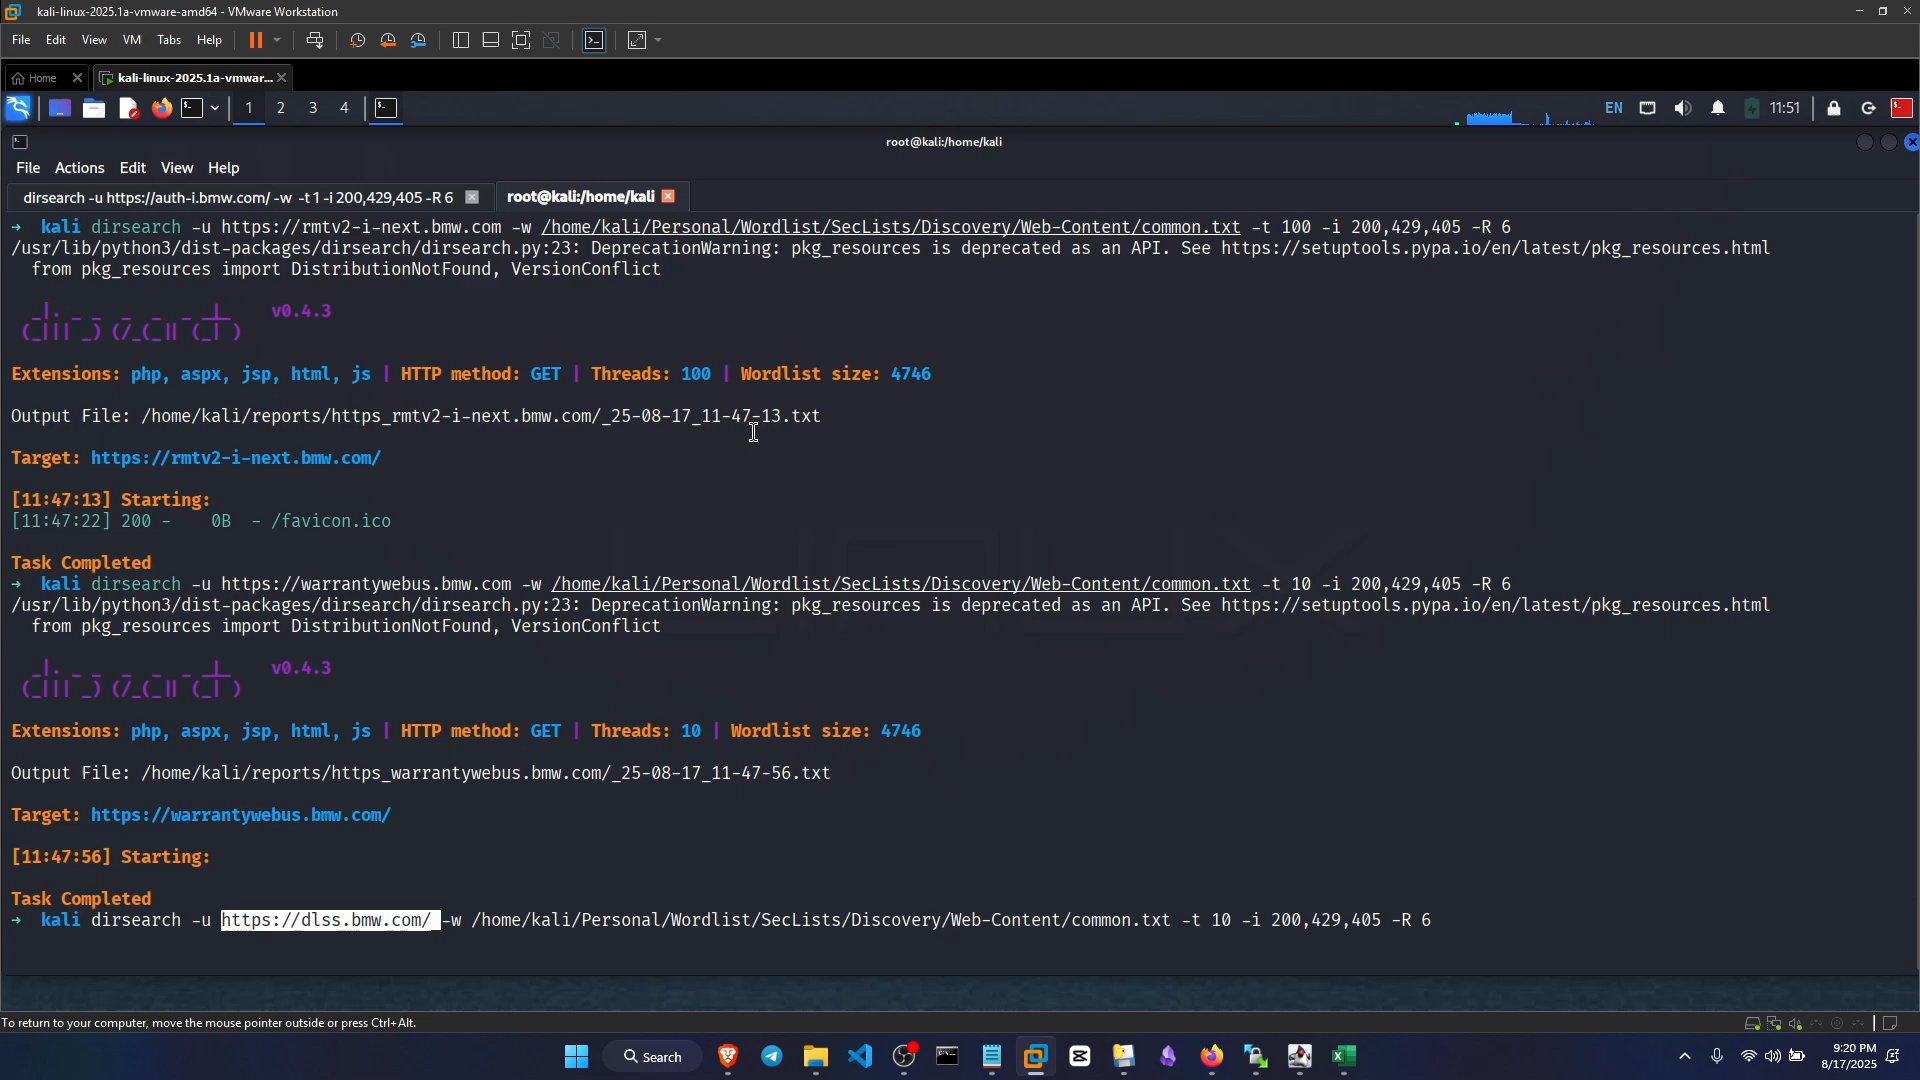 kali-linux-2025.1a-vmware-amd64 - VMware Workstation
File Edit View VM Tabs Help
Home kali-linux-2025.1a-vmwar...
1 2 3 4 EN 11:51
root@kali:/home/kali
File Actions Edit View Help
dirsearch -u https://auth-i.bmw.com/ -w -t 1 -i 200,429,405 -R 6 root@kali:/home/kali
→ kali dirsearch -u https://rmtv2-i-next.bmw.com -w /home/kali/Personal/Wordlist/SecLists/Discovery/Web-Content/common.txt -t 100 -i 200,429,405 -R 6
/usr/lib/python3/dist-packages/dirsearch/dirsearch.py:23: DeprecationWarning: pkg_resources is deprecated as an API. See https://setuptools.pypa.io/en/latest/pkg_resources.html
from pkg_resources import DistributionNotFound, VersionConflict
_|. _ _  _  _  _ _|_    v0.4.3
(_||| _) (/_(_|| (_| )
Extensions: php, aspx, jsp, html, js | HTTP method: GET | Threads: 100 | Wordlist size: 4746
Output File: /home/kali/reports/https_rmtv2-i-next.bmw.com/_25-08-17_11-47-13.txt
Target: https://rmtv2-i-next.bmw.com/
[11:47:13] Starting:
[11:47:22] 200 -    0B  - /favicon.ico
Task Completed
→ kali dirsearch -u https://warrantywebus.bmw.com -w /home/kali/Personal/Wordlist/SecLists/Discovery/Web-Content/common.txt -t 10 -i 200,429,405 -R 6
/usr/lib/python3/dist-packages/dirsearch/dirsearch.py:23: DeprecationWarning: pkg_resources is deprecated as an API. See https://setuptools.pypa.io/en/latest/pkg_resources.html
from pkg_resources import DistributionNotFound, VersionConflict
_|. _ _  _  _  _ _|_    v0.4.3
(_||| _) (/_(_|| (_| )
Extensions: php, aspx, jsp, html, js | HTTP method: GET | Threads: 10 | Wordlist size: 4746
Output File: /home/kali/reports/https_warrantywebus.bmw.com/_25-08-17_11-47-56.txt
Target: https://warrantywebus.bmw.com/
[11:47:56] Starting:
Task Completed
→ kali dirsearch -u https://dlss.bmw.com/ -w /home/kali/Personal/Wordlist/SecLists/Discovery/Web-Content/common.txt -t 10 -i 200,429,405 -R 6
To return to your computer, move the mouse pointer outside or press Ctrl+Alt.
Search
9:20 PM
8/17/2025